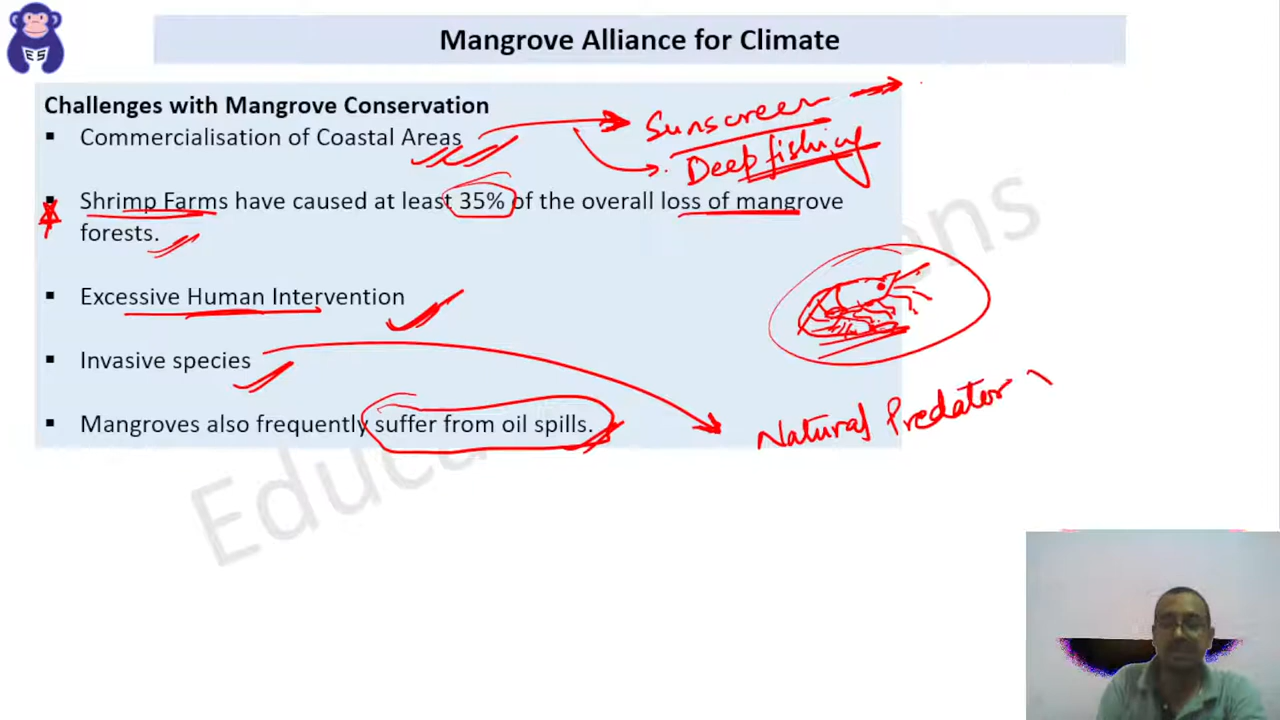 Mangrove Alliance for Climate
Challenges with Mangrove Conservation
▪ Commercialisation of Coastal Areas
Sunscreen
Deep fishing
▪ Shrimp Farms have caused at least 35% of the overall loss of mangrove
forests.
▪ Excessive Human Intervention
▪ Invasive species
▪ Mangroves also frequently suffer from oil spills.
Natural Predator
ES